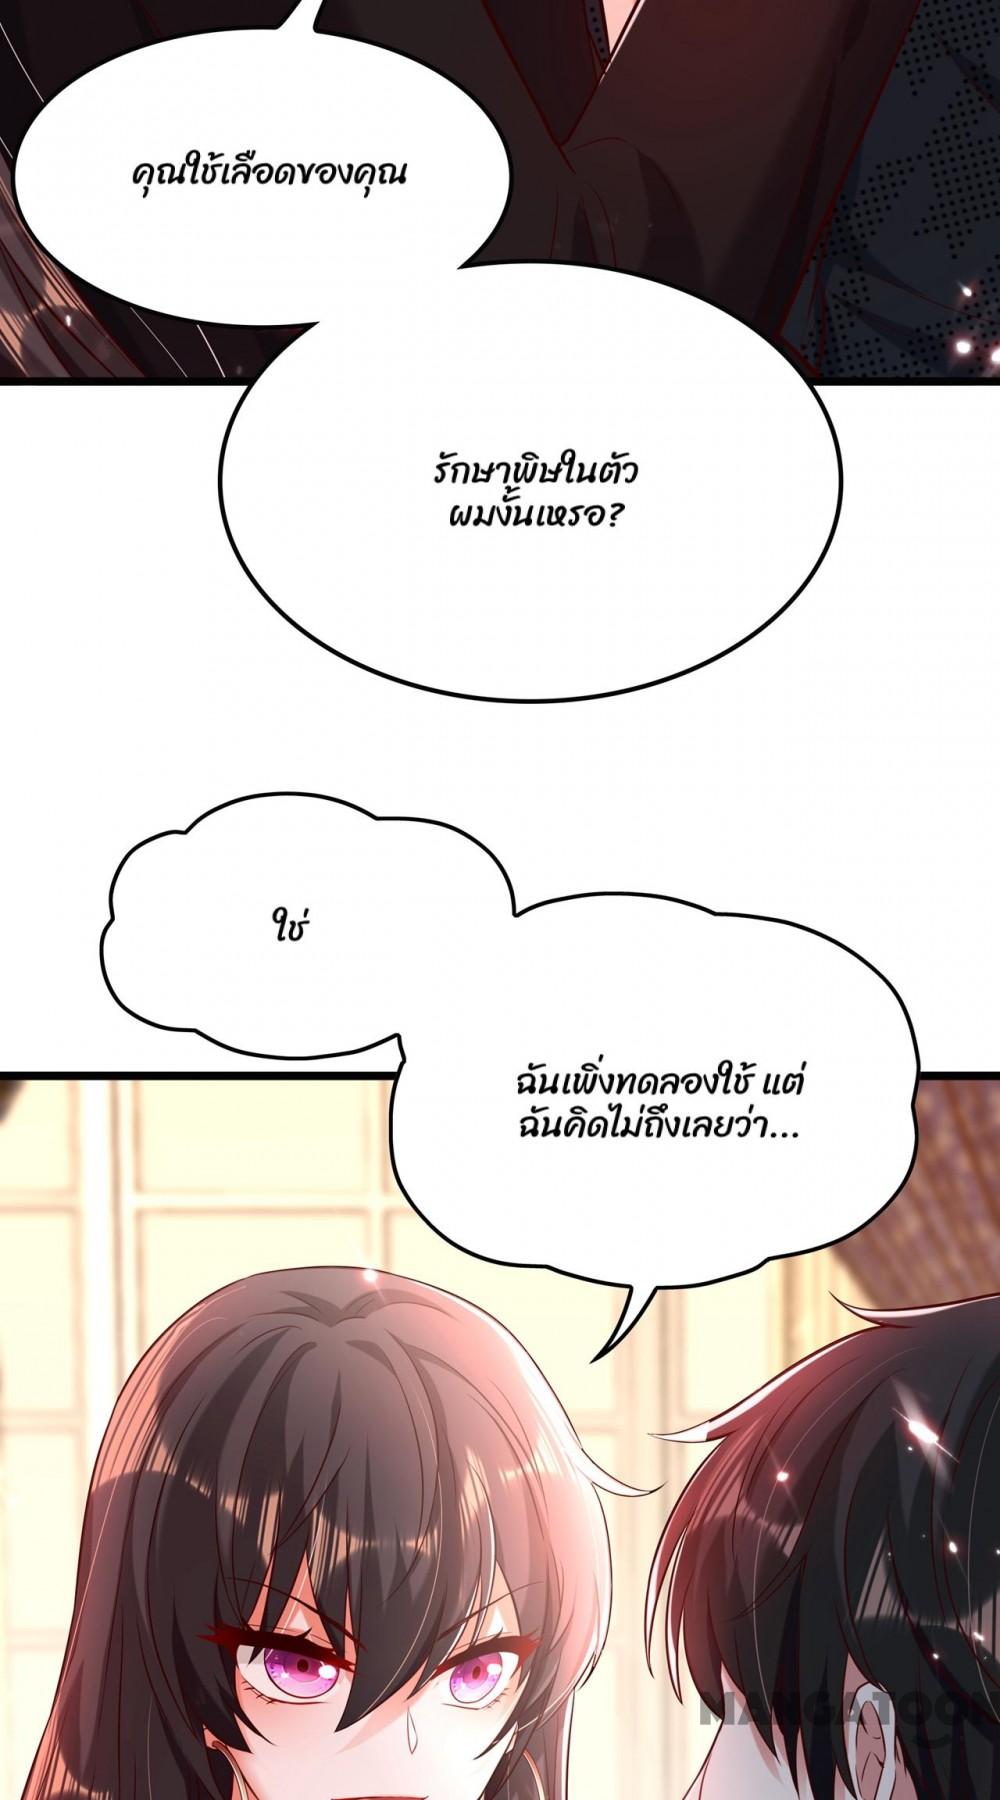 คุณใช้เลือดของคุณ
รักษาพิษในตัว
ผมงั้นเหรอ?
ใช่
ฉันเพิ่งทดลองใช้ แต่
ฉันคิดไม่ถึงเลยว่า...
MANGATOON